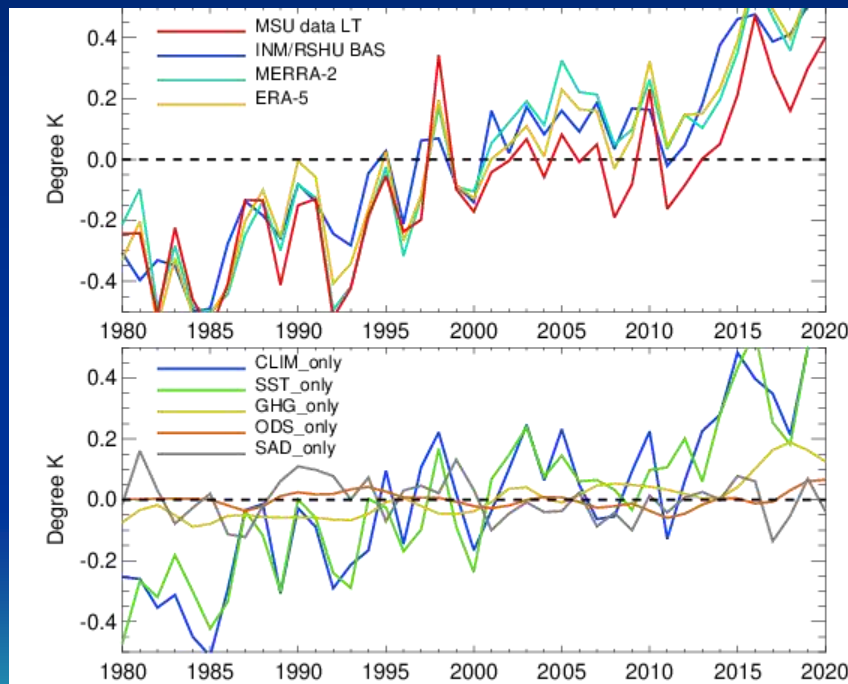 MSU data LT
INM/RSHU BAS
MERRA-2
ERA-5
Degree K
0.4
0.2
0.0
-0.2
-0.4
1980 1985 1990 1995 2000 2005 2010 2015 2020
CLIM_only
SST_only
GHG_only
ODS_only
SAD_only
Degree K
0.4
0.2
0.0
-0.2
-0.4
1980 1985 1990 1995 2000 2005 2010 2015 2020